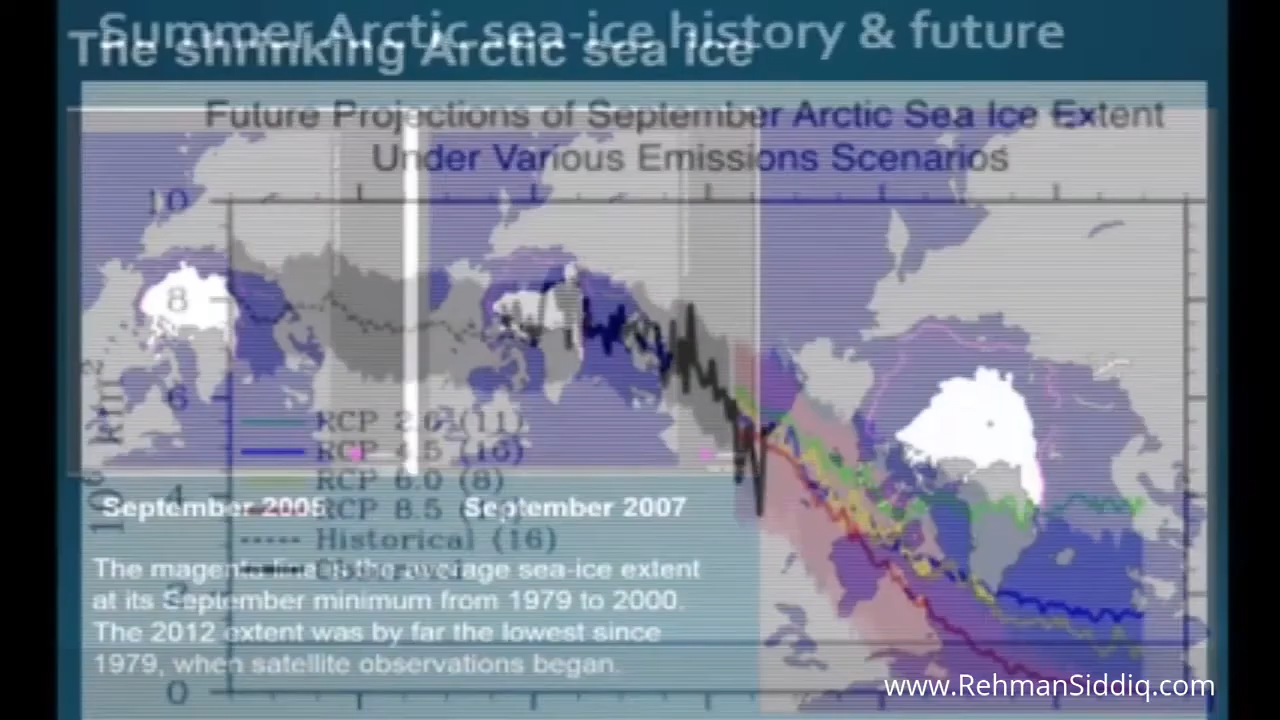 Summer Arctic sea-ice history & future
The shrinking Arctic sea ice
Future Projections of September Arctic Sea Ice Extent
Under Various Emissions Scenarios
10
8
6
4
2
0
10⁶ km²
RCP 2.6 (11)
RCP 4.5 (16)
RCP 6.0 (8)
RCP 8.5
Historical (16)
September 2005
September 2007
The magenta line is the average sea-ice extent
at its September minimum from 1979 to 2000.
The 2012 extent was by far the lowest since
1979, when satellite observations began.
www.RehmanSiddiq.com